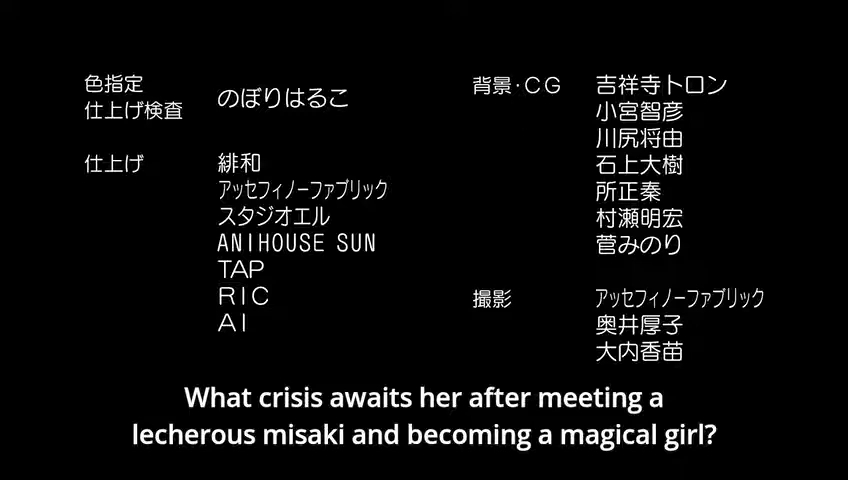 色指定
仕上げ検査
のぼりはるこ
仕上げ
緋和
アッセフィノーファブリック
スタジオエル
ANIHOUSE SUN
TAP
RIC
AI
背景・CG
吉祥寺トロン
小宮智彦
川尻将由
石上大樹
所正秦
村瀬明宏
菅みのり
撮影
アッセフィノーファブリック
奥井厚子
大内香苗
What crisis awaits her after meeting a
lecherous misaki and becoming a magical girl?